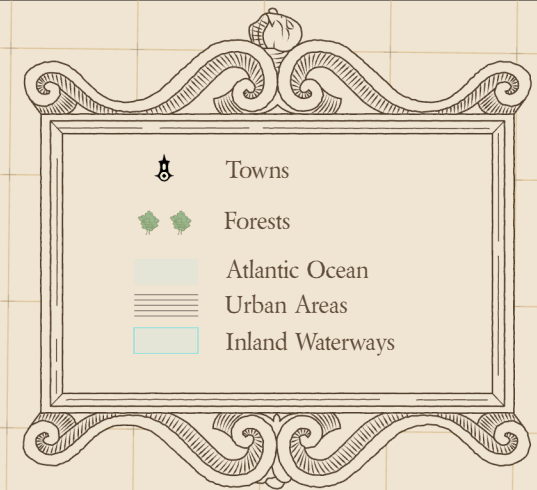 Towns
Forests
Atlantic Ocean
Urban Areas
Inland Waterways